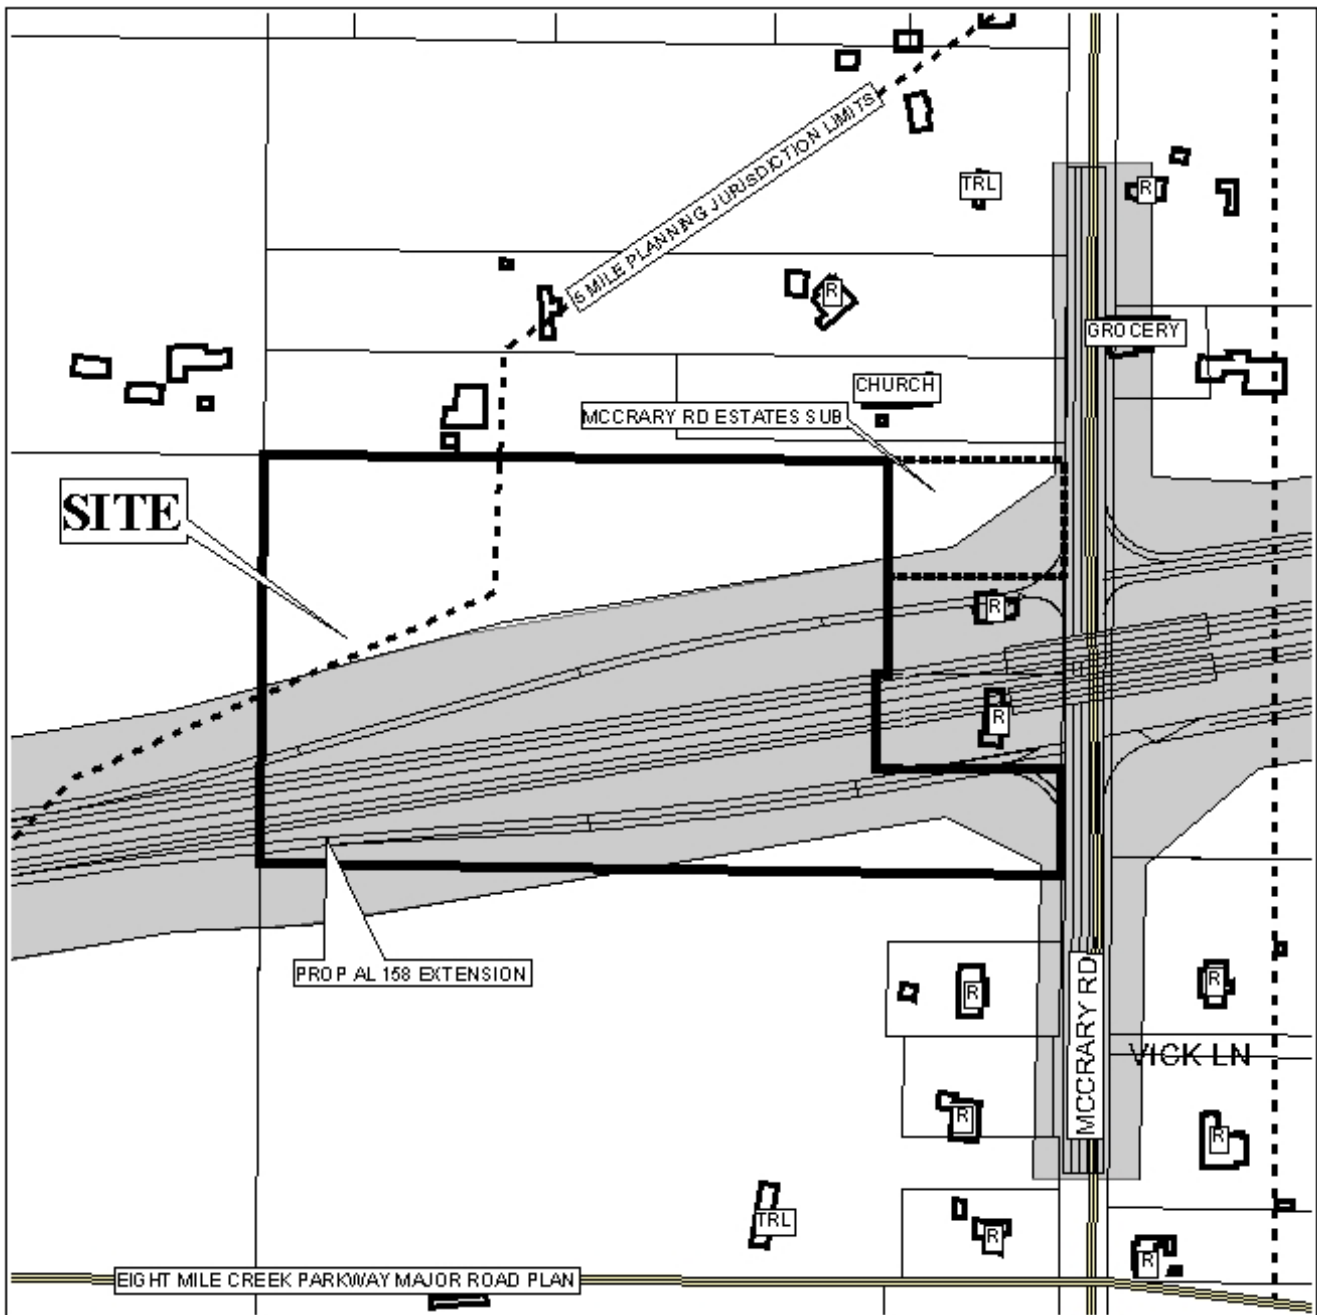 5 MILE PLANNING JURISDICTION LIMITS
TRL
R
R
GROCERY
CHURCH
MCCRARY RD ESTATES SUB
SITE
R
R
PROP AL 158 EXTENSION
R
R
MCCRARY RD
VICK LN
R
R
TRL
R
R
EIGHT MILE CREEK PARKWAY MAJOR ROAD PLAN